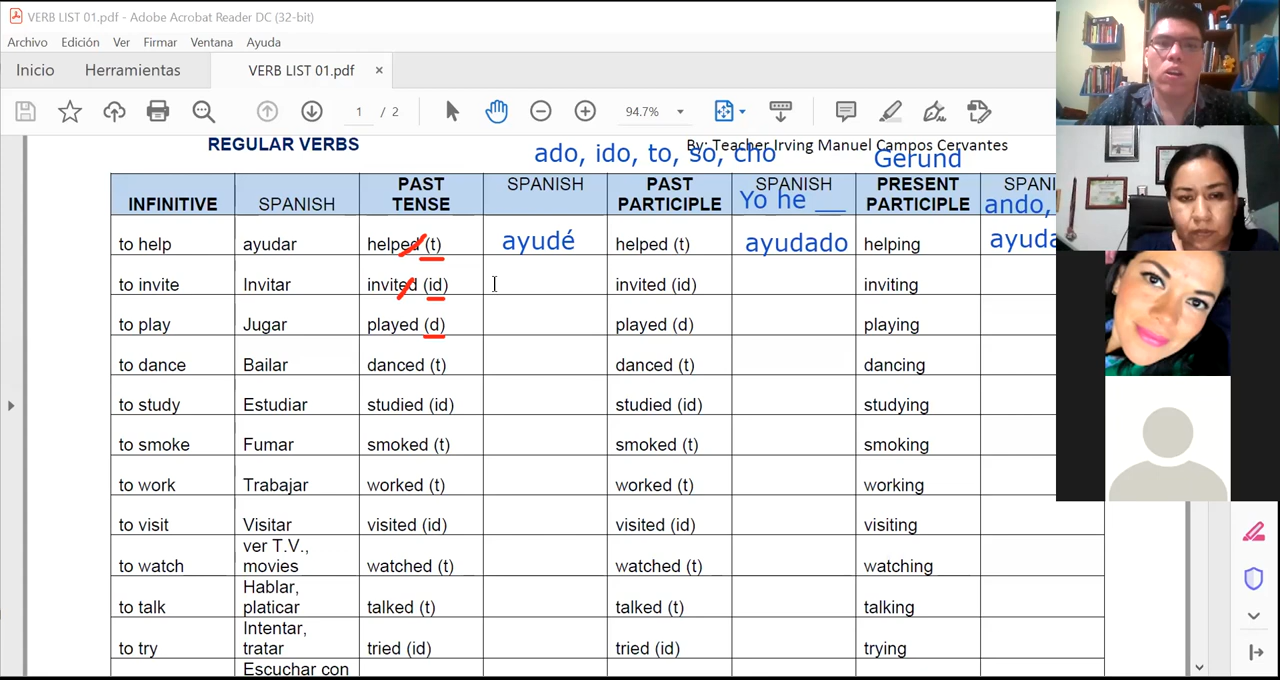 VERB LIST 01.pdf - Adobe Acrobat Reader DC (32-bit)
Archivo Edición Ver Firmar Ventana Ayuda
Inicio Herramientas VERB LIST 01.pdf ×
1 / 2 94.7%
REGULAR VERBS By: Teacher Irving Manuel Campos Cervantes
ado, ido, to, so, cho Gerund
INFINITIVE SPANISH PAST TENSE SPANISH PAST PARTICIPLE SPANISH PRESENT PARTICIPLE
Yo he __ ando,
to help ayudar helped (t) ayudé helped (t) ayudado helping
to invite Invitar invited (id) invited (id) inviting
to play Jugar played (d) played (d) playing
to dance Bailar danced (t) danced (t) dancing
to study Estudiar studied (id) studied (id) studying
to smoke Fumar smoked (t) smoked (t) smoking
to work Trabajar worked (t) worked (t) working
to visit Visitar visited (id) visited (id) visiting
ver T.V.,
to watch movies watched (t) watched (t) watching
Hablar,
to talk platicar talked (t) talked (t) talking
Intentar,
to try tratar tried (id) tried (id) trying
Escuchar con